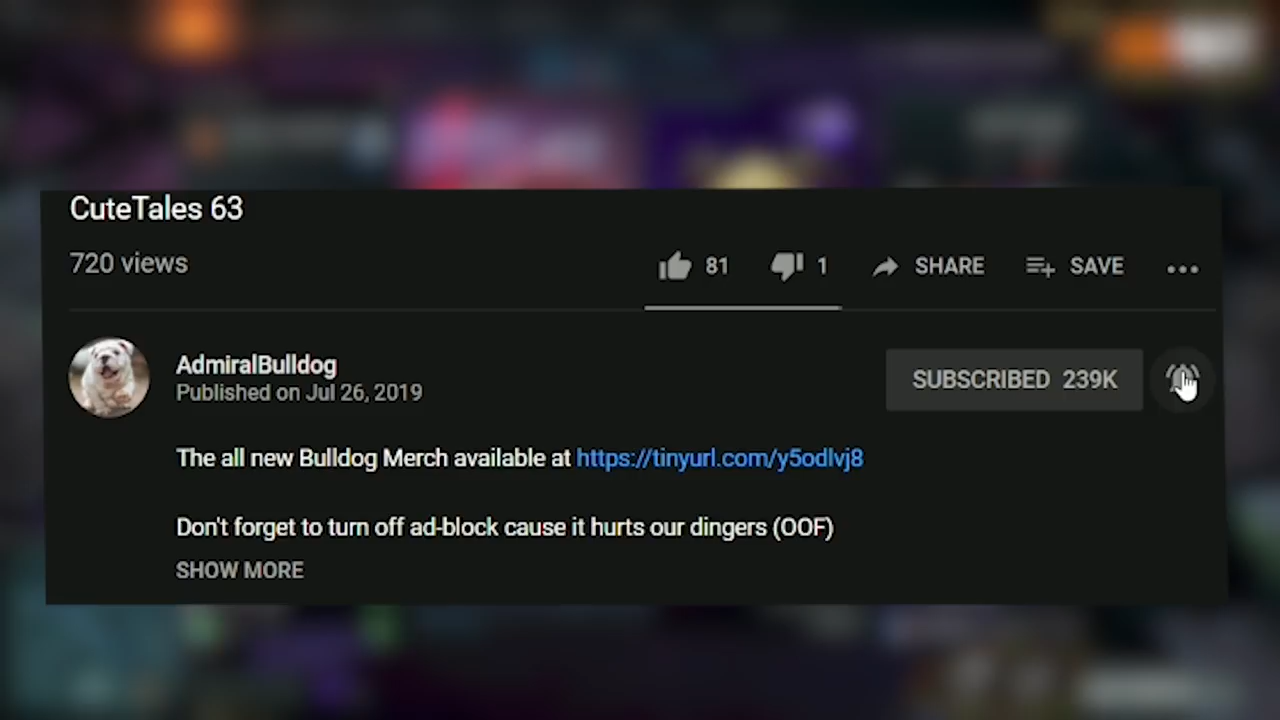 CuteTales 63
720 views
81 1 SHARE SAVE
AdmiralBulldog
Published on Jul 26, 2019
SUBSCRIBED 239K
The all new Bulldog Merch available at https://tinyurl.com/y5odlvj8
Don't forget to turn off ad-block cause it hurts our dingers (OOF)
SHOW MORE